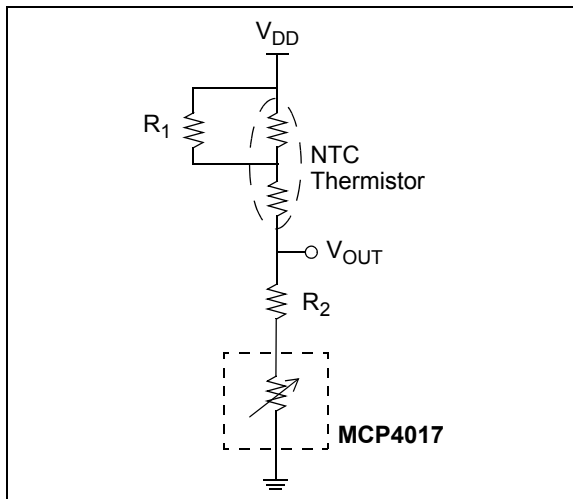 V_DD
R_1
NTC
Thermistor
V_OUT
R_2
MCP4017